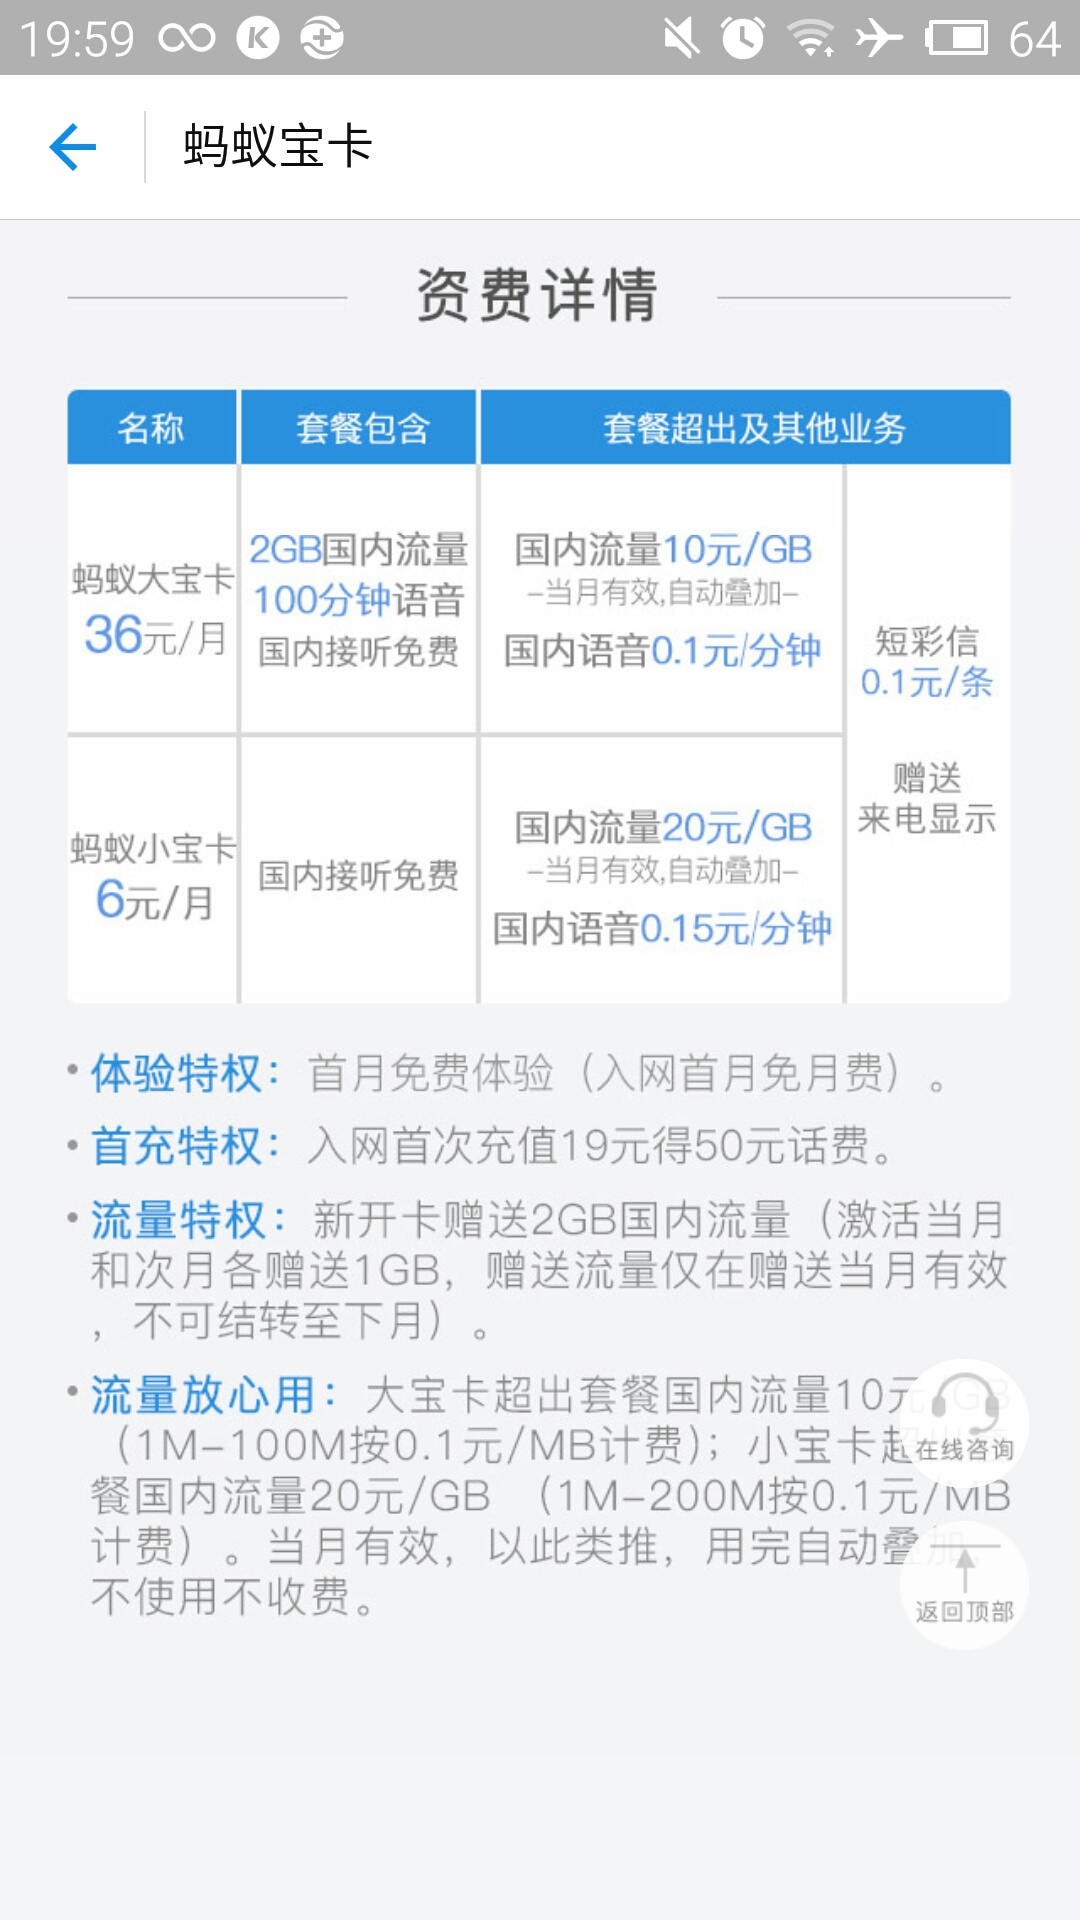 19:59
64
蚂蚁宝卡
资费详情
名称
套餐包含
套餐超出及其他业务
蚂蚁大宝卡
36元/月
2GB国内流量
100分钟语音
国内接听免费
国内流量10元/GB
-当月有效,自动叠加-
国内语音0.1元/分钟
短彩信
0.1元/条
赠送
来电显示
蚂蚁小宝卡
6元/月
国内接听免费
国内流量20元/GB
-当月有效,自动叠加-
国内语音0.15元/分钟
• 体验特权：首月免费体验（入网首月免月费）。
• 首充特权：入网首次充值19元得50元话费。
• 流量特权：新开卡赠送2GB国内流量（激活当月
和次月各赠送1GB，赠送流量仅在赠送当月有效
，不可结转至下月）。
• 流量放心用：大宝卡超出套餐国内流量10元/GB
（1M-100M按0.1元/MB计费）；小宝卡超
餐国内流量20元/GB （1M-200M按0.1元/MB
计费）。当月有效，以此类推，用完自动叠加，
不使用不收费。
在线咨询
返回顶部